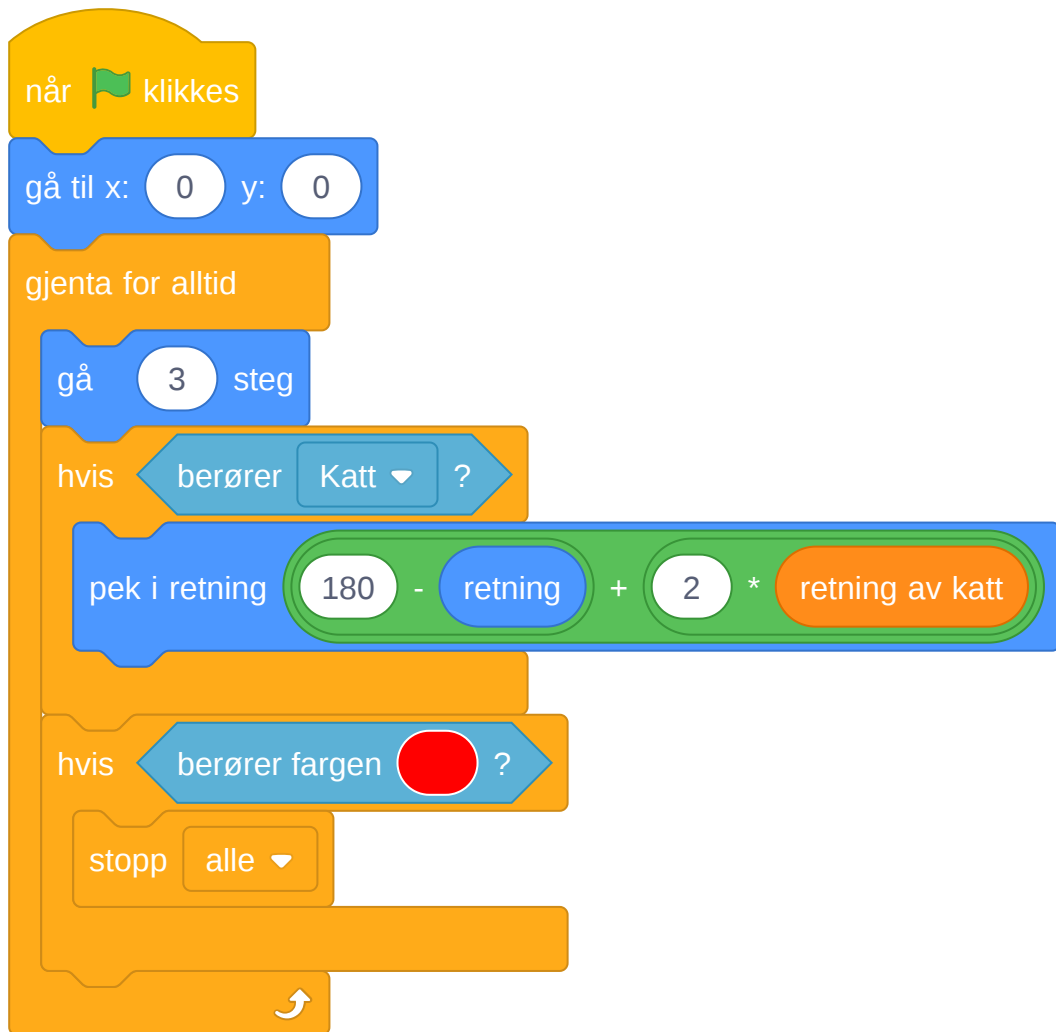 når klikkes
gå til x: 0 y: 0
gjenta for alltid
gå 3 steg
hvis berører Katt ?
pek i retning 180 - retning + 2 * retning av katt
hvis berører fargen ?
stopp alle